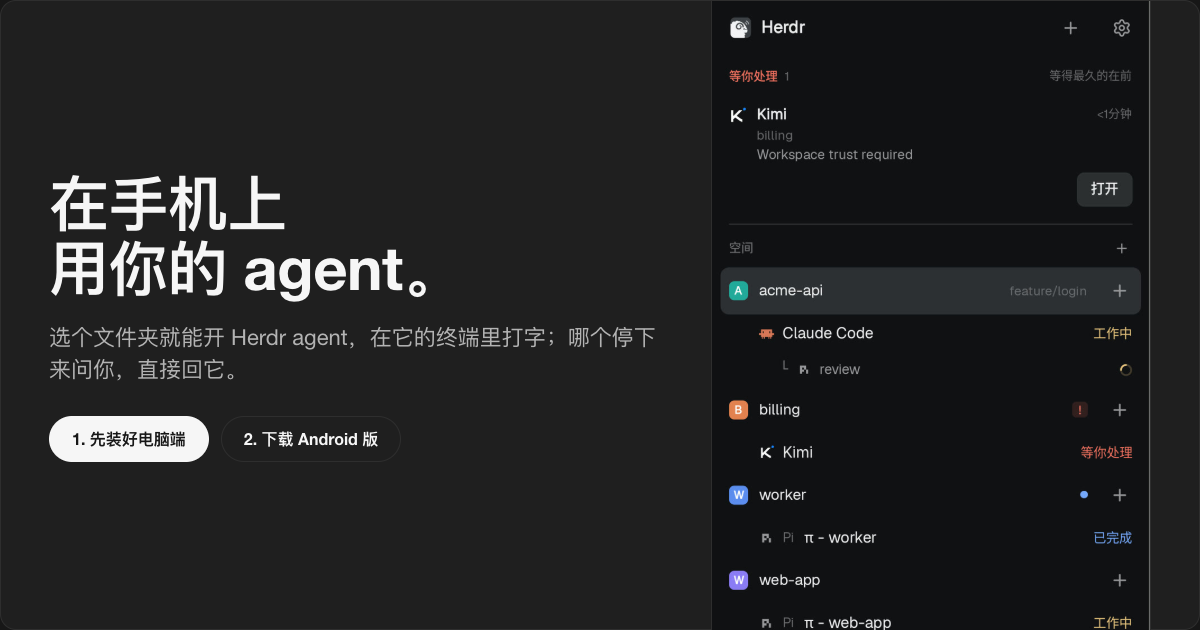 在手机上
用你的 agent。
选个文件夹就能开 Herdr agent，在它的终端里打字；哪个停下
来问你，直接回它。
1. 先装好电脑端
2. 下载 Android 版
Herdr
等你处理 1
等得最久的在前
Kimi
<1分钟
billing
Workspace trust required
打开
空间
A acme-api
feature/login
Claude Code
工作中
review
B billing
!
Kimi
等你处理
W worker
Pi π - worker
已完成
W web-app
Pi π - web-app
工作中